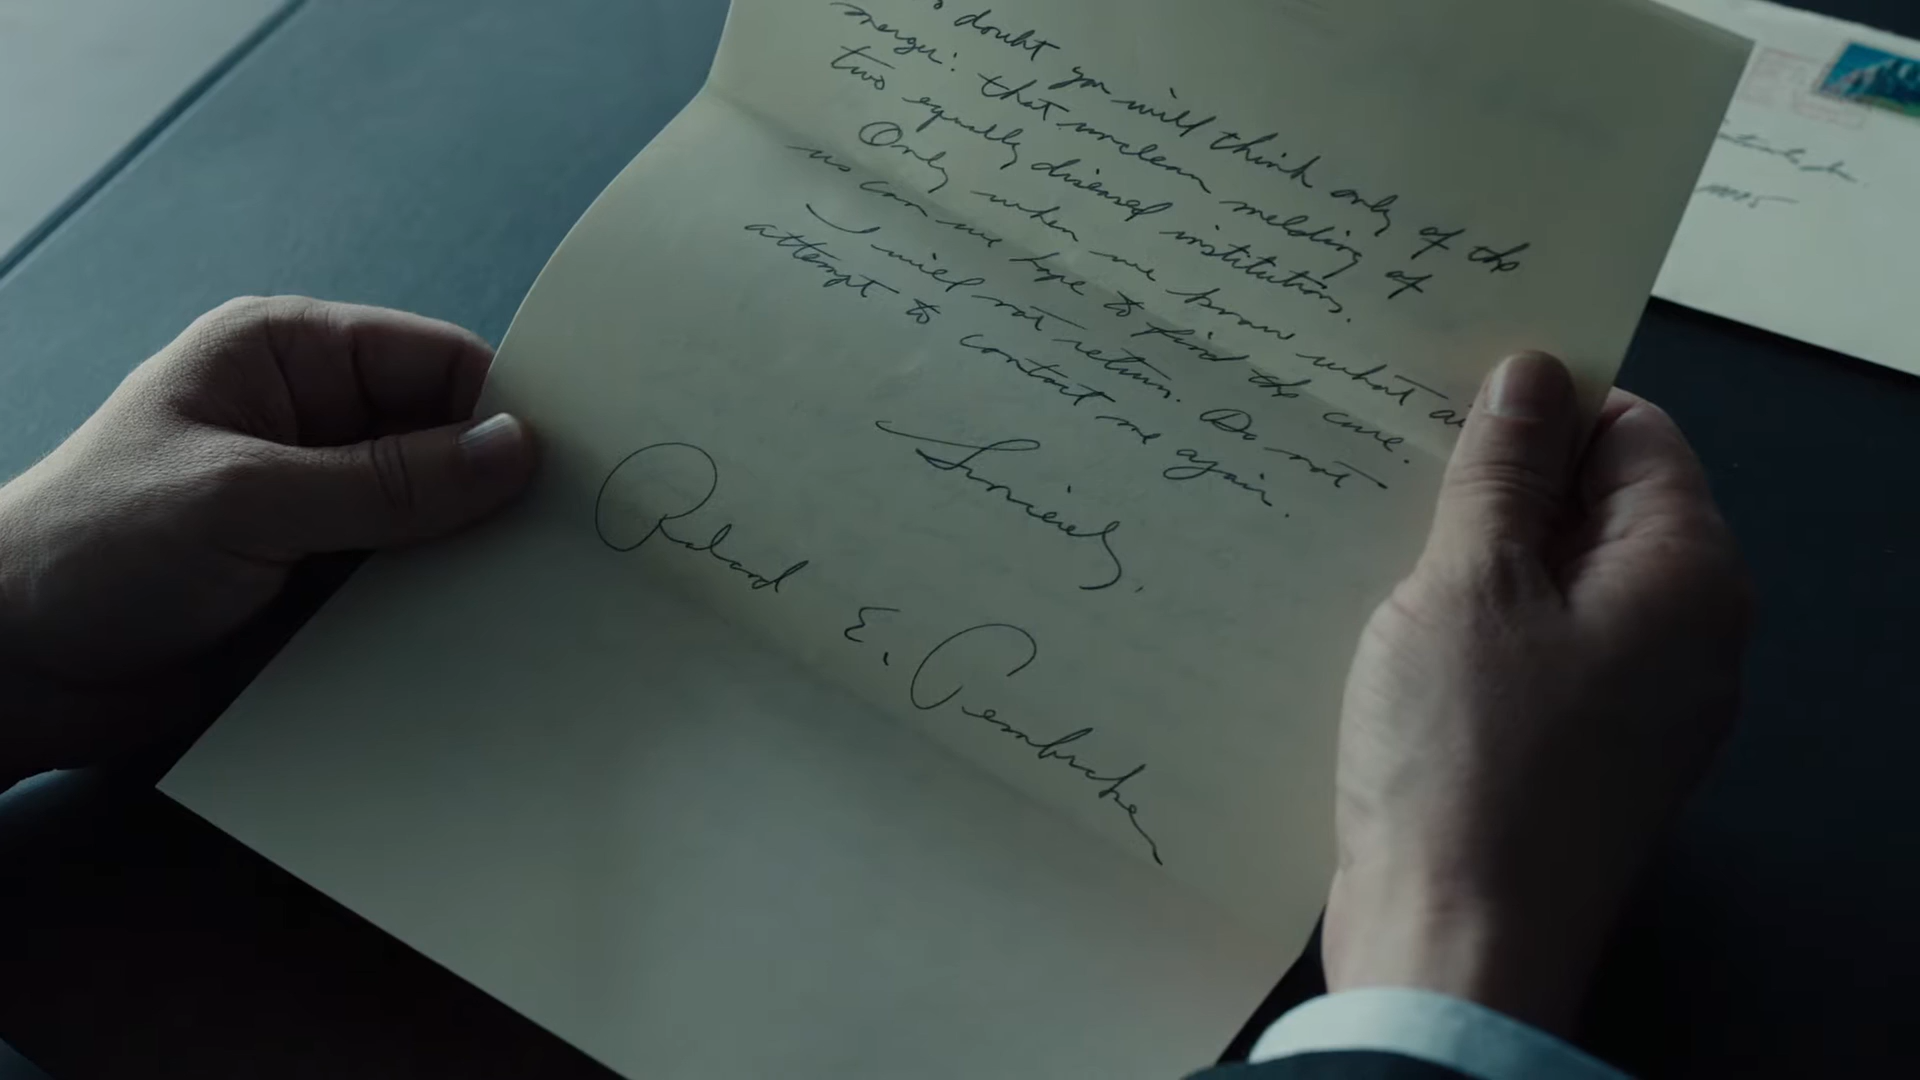 doubt you will think only of the
merger: that unclean melding of
two equally diseased institutions.
Only when we know what ai
us can we hope to find the cure.
I will not return. Do not
attempt to contact me again.
Sincerely,
Roland E. Pembroke